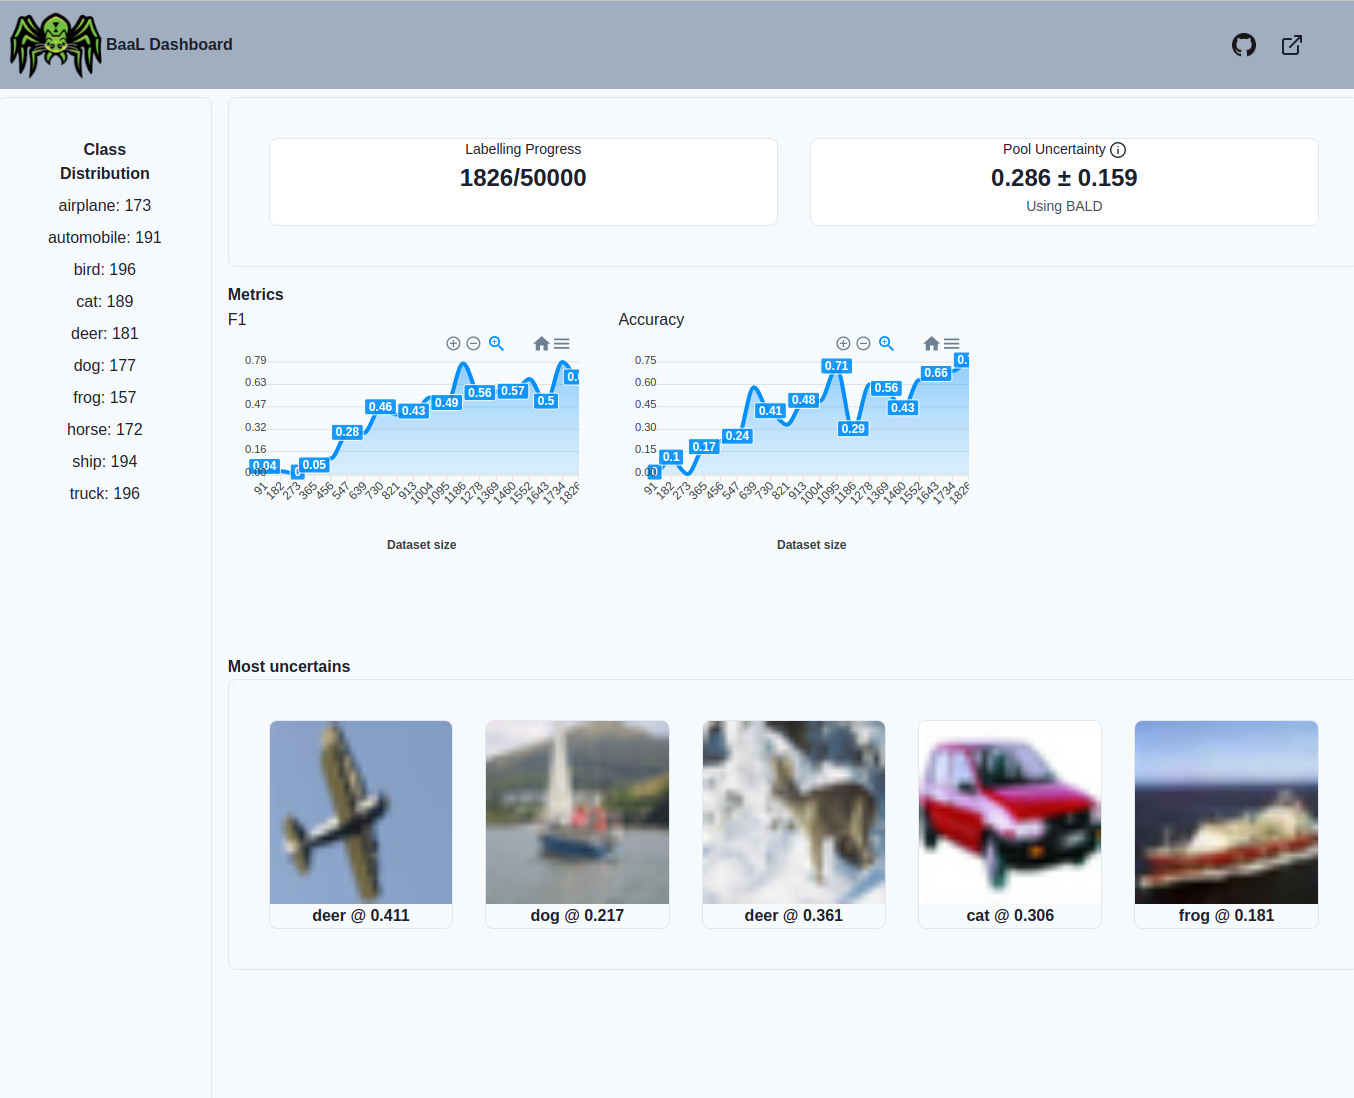 BaaL Dashboard
Class
Distribution
airplane: 173
automobile: 191
bird: 196
cat: 189
deer: 181
dog: 177
frog: 157
horse: 172
ship: 194
truck: 196
Labelling Progress
1826/50000
Pool Uncertainty
0.286 ± 0.159
Using BALD
Metrics
F1
0.79
0.63
0.47
0.32
0.16
0.00
0.04
0.05
0.28
0.46
0.43
0.49
0.56
0.57
0.5
91
182
273
365
456
547
639
730
821
913
1004
1095
1186
1278
1369
1460
1552
1643
1734
1826
Dataset size
Accuracy
0.75
0.60
0.45
0.30
0.15
0.00
0
0.1
0.17
0.24
0.41
0.48
0.71
0.29
0.56
0.43
0.66
91
182
273
365
456
547
639
730
821
913
1004
1095
1186
1278
1369
1460
1552
1643
1734
1826
Dataset size
Most uncertains
deer @ 0.411
dog @ 0.217
deer @ 0.361
cat @ 0.306
frog @ 0.181